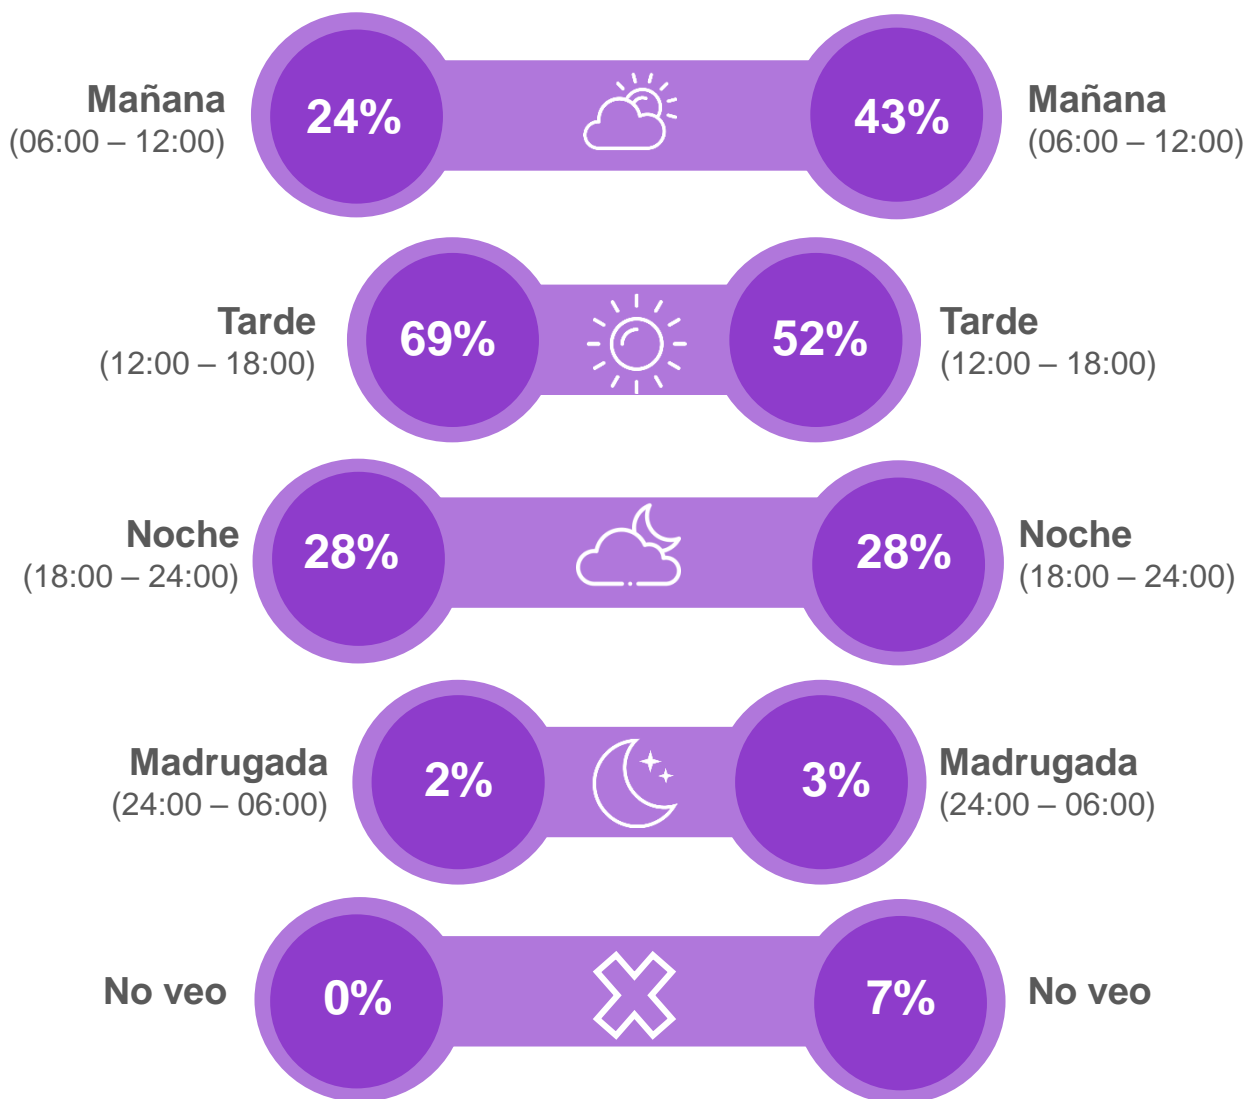 Mañana
(06:00 – 12:00)
24%
43%
Mañana
(06:00 – 12:00)
Tarde
(12:00 – 18:00)
69%
52%
Tarde
(12:00 – 18:00)
Noche
(18:00 – 24:00)
28%
28%
Noche
(18:00 – 24:00)
Madrugada
(24:00 – 06:00)
2%
3%
Madrugada
(24:00 – 06:00)
No veo
0%
7%
No veo